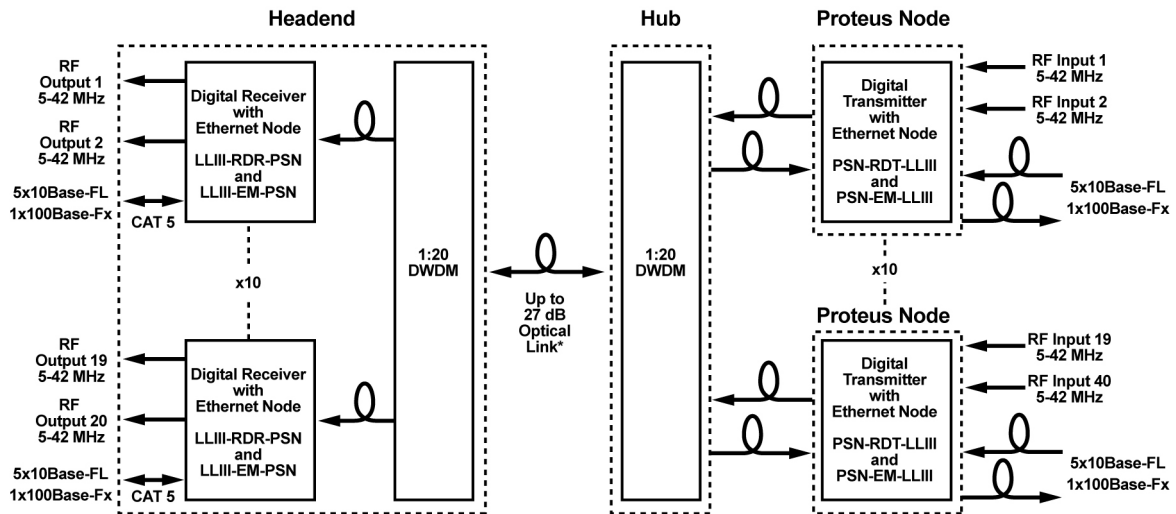 Headend
RF
Output 1
5-42 MHz
RF
Output 2
5-42 MHz
5x10Base-FL
1x100Base-Fx
CAT 5
Digital Receiver
with
Ethernet Node
LLIII-RDR-PSN
and
LLIII-EM-PSN
x10
RF
Output 19
5-42 MHz
RF
Output 20
5-42 MHz
5x10Base-FL
1x100Base-Fx
CAT 5
Digital Receiver
with
Ethernet Node
LLIII-RDR-PSN
and
LLIII-EM-PSN
1:20
DWDM
Up to
27 dB
Optical
Link*
Hub
1:20
DWDM
Proteus Node
Digital
Transmitter
with
Ethernet Node
PSN-RDT-LLIII
and
PSN-EM-LLIII
RF Input 1
5-42 MHz
RF Input 2
5-42 MHz
5x10Base-FL
1x100Base-Fx
x10
Proteus Node
Digital
Transmitter
with
Ethernet Node
PSN-RDT-LLIII
and
PSN-EM-LLIII
RF Input 19
5-42 MHz
RF Input 40
5-42 MHz
5x10Base-FL
1x100Base-Fx